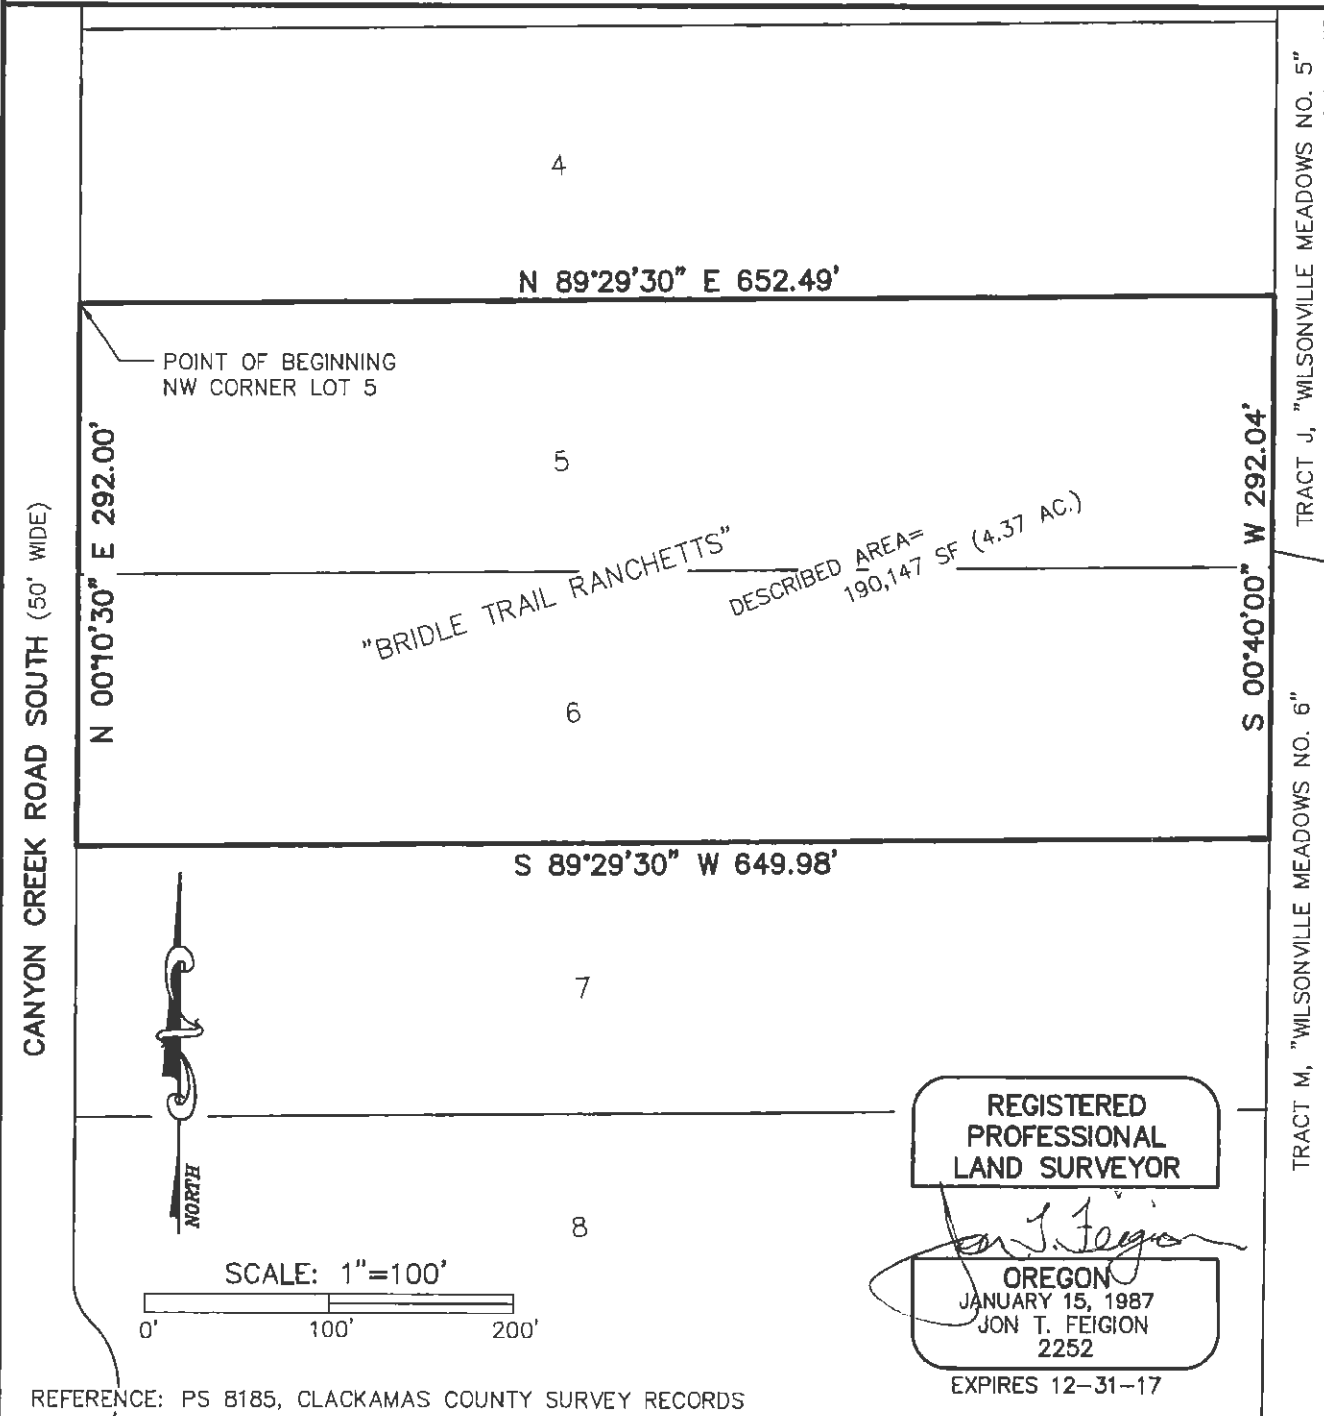 4
N 89°29'30" E 652.49'
POINT OF BEGINNING
NW CORNER LOT 5
N 00°10'30" E 292.00'
5
S 00°40'00" W 292.04'
TRACT J, "WILSONVILLE MEADOWS NO. 5"
CANYON CREEK ROAD SOUTH (50' WIDE)
"BRIDLE TRAIL RANCHETTS"
DESCRIBED AREA=
190,147 SF (4.37 AC.)
6
S 89°29'30" W 649.98'
TRACT M, "WILSONVILLE MEADOWS NO. 6"
7
NORTH
8
SCALE: 1"=100'
0' 100' 200'
REGISTERED
PROFESSIONAL
LAND SURVEYOR
Jon T. Feigion
OREGON
JANUARY 15, 1987
JON T. FEIGION
2252
EXPIRES 12-31-17
REFERENCE: PS 8185, CLACKAMAS COUNTY SURVEY RECORDS